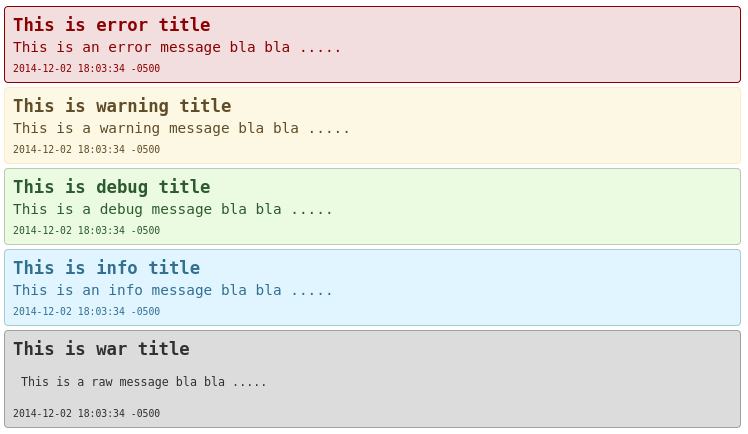 This is error title
This is an error message bla bla .....
2014-12-02 18:03:34 -0500
This is warning title
This is a warning message bla bla .....
2014-12-02 18:03:34 -0500
This is debug title
This is a debug message bla bla .....
2014-12-02 18:03:34 -0500
This is info title
This is an info message bla bla .....
2014-12-02 18:03:34 -0500
This is war title
This is a raw message bla bla .....
2014-12-02 18:03:34 -0500